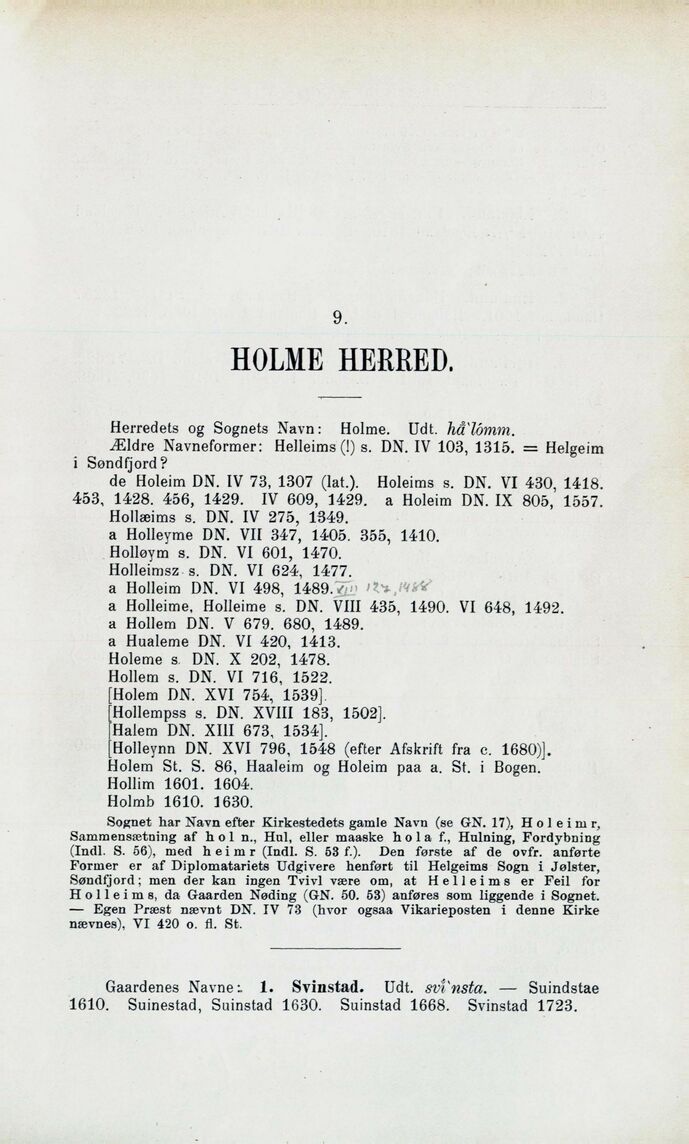 9.
HOLME HERRED.
Herredets og Sognets Navn: Holme. Udt. hå`lómm.
Ældre Navneformer: Helleims (!) s. DN. IV 103, 1315. = Helgeim
i Søndfjord?
de Holeim DN. IV 73, 1307 (lat.). Holeims s. DN. VI 430, 1418.
453, 1428. 456, 1429. IV 609, 1429. a Holeim DN. IX 805, 1557.
Hollæims s. DN. IV 275, 1349.
a Holleyme DN. VII 347, 1405. 355, 1410.
Holloym s. DN. VI 601, 1470.
Holleimsz s. DN. VI 624, 1477.
a Holleim DN. VI 498, 1489. XIII 127, 1488
a Holleime, Holleime s. DN. VIII 435, 1490. VI 648, 1492.
a Hollem DN. V 679. 680, 1489.
a Hualeme DN. VI 420, 1413.
Holeme s. DN. X 202, 1478.
Hollem s. DN. VI 716, 1522.
[Holem DN. XVI 754, 1539].
[Hollempss s. DN. XVIII 183, 1502].
[Halem DN. XIII 673, 1534].
[Holleynn DN. XVI 796, 1548 (efter Afskrift fra c. 1680)].
Holem St. S. 86, Haaleim og Holeim paa a. St. i Bogen.
Hollim 1601. 1604.
Holmb 1610. 1630.
Sognet har Navn efter Kirkestedets gamle Navn (se GN. 17), Holeimr,
Sammensætning af hol n., Hul, eller maaske hola f., Hulning, Fordybning
(Indl. S. 56), med heimr (Indl. S. 53 f.). Den første af de ovfr. anførte
Former er af Diplomatariets Udgivere henført til Helgeims Sogn i Jølster,
Søndfjord; men der kan ingen Tvivl være om, at Helleims er Feil for
Holleims, da Gaarden Nøding (GN. 50. 53) anføres som liggende i Sognet.
— Egen Præst nævnt DN. IV 73 (hvor ogsaa Vikarieposten i denne Kirke
nævnes), VI 420 o. fl. St.
Gaardenes Navne: 1. Svinstad. Udt. svi`nsta. — Suindstae
1610. Suinestad, Suinstad 1630. Suinstad 1668. Svinstad 1723.